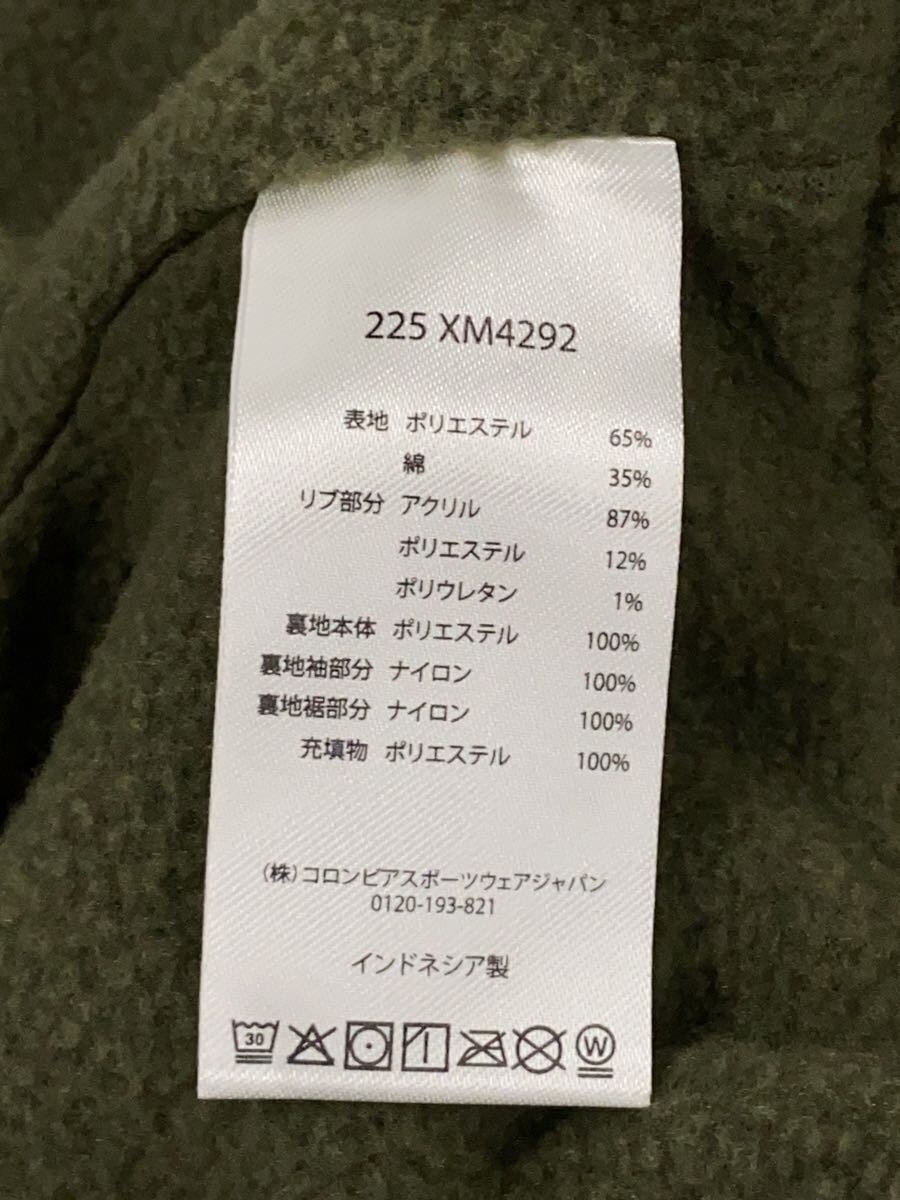 225 XM4292
表地 ポリエステル 65%
綿 35%
リブ部分 アクリル 87%
ポリエステル 12%
ポリウレタン 1%
裏地本体 ポリエステル 100%
裏地袖部分 ナイロン 100%
裏地裾部分 ナイロン 100%
充填物 ポリエステル 100%
(株)コロンビアスポーツウェアジャパン
0120-193-821
インドネシア製
30 W